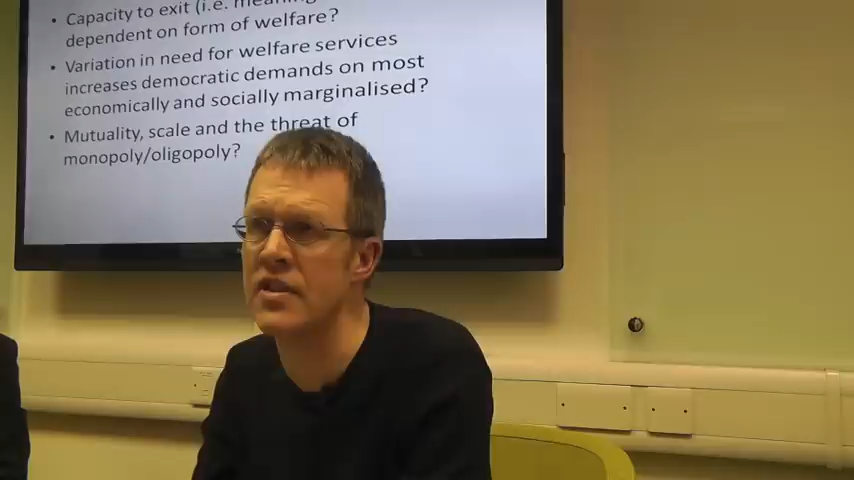 • Capacity to exit (i.e. meaning
dependent on form of welfare?
• Variation in need for welfare services
increases democratic demands on most
economically and socially marginalised?
• Mutuality, scale and the threat of
monopoly/oligopoly?